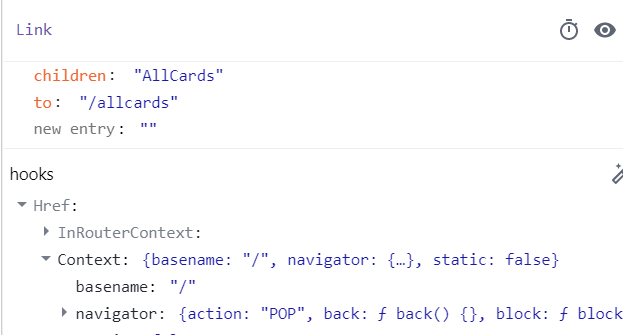 Link
children: "AllCards"
to: "/allcards"
new entry: ""
hooks
Href:
InRouterContext:
Context: {basename: "/", navigator: {…}, static: false}
basename: "/"
navigator: {action: "POP", back: ƒ back() {}, block: ƒ block